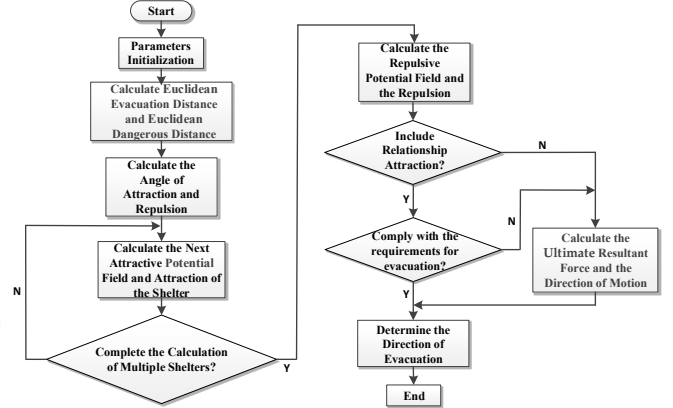 Start
Parameters
Initialization
Calculate Euclidean
Evacuation Distance
and Euclidean
Dangerous Distance
Calculate the
Angle of
Attraction and
Repulsion
Calculate the Next
Attractive Potential
Field and Attraction of
the Shelter
N
Complete the Calculation
of Multiple Shelters?
Y
Calculate the
Repulsive
Potential Field and
the Repulsion
Include
Relationship
Attraction?
N
Y
Comply with the
requirements for
evacuation?
N
Y
Calculate the
Ultimate Resultant
Force and the
Direction of Motion
Determine the
Direction of
Evacuation
End